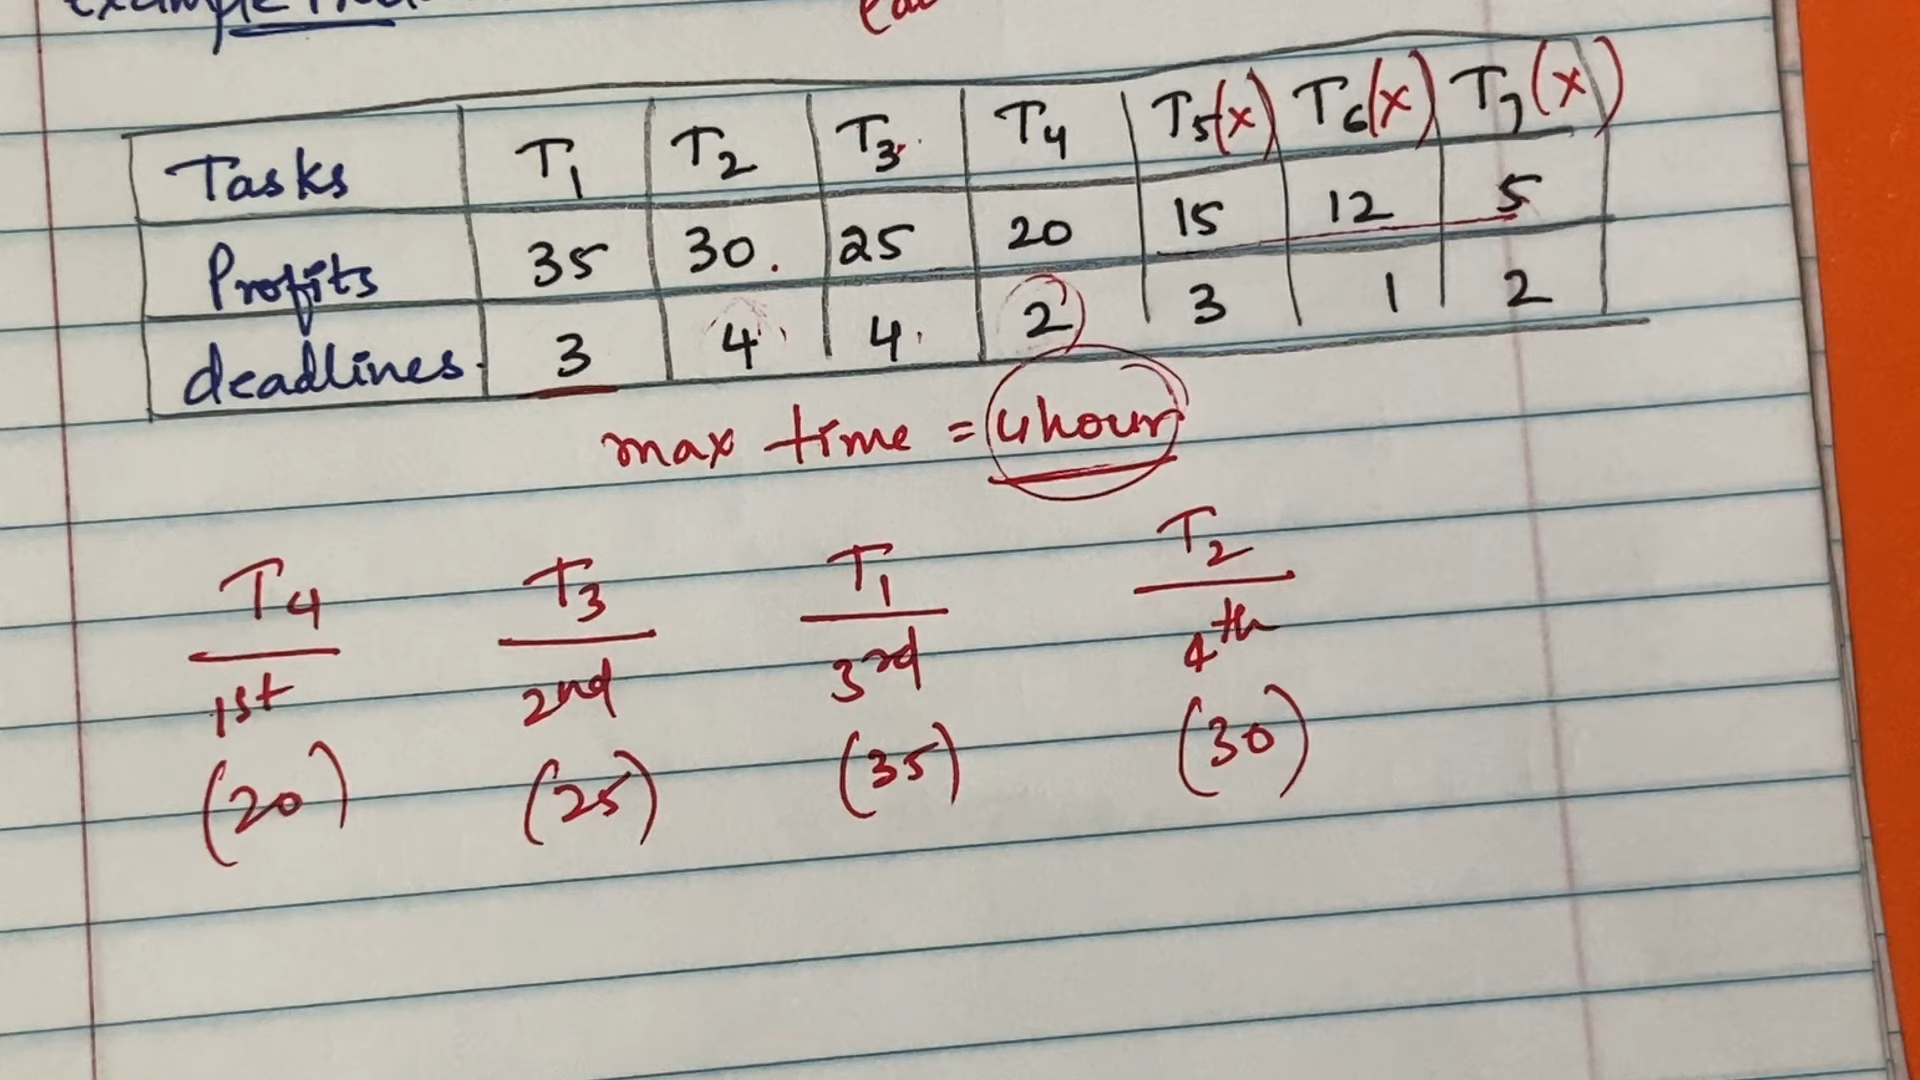 Example
Tasks T1 T2 T3 T4 T5(x) T6(x) T7(x)
Profits 35 30 25 20 15 12 5
deadlines 3 4 4 2 3 1 2
max time = 4hour
T4 T3 T1 T2
1st 2nd 3rd 4th
(20) (25) (35) (30)